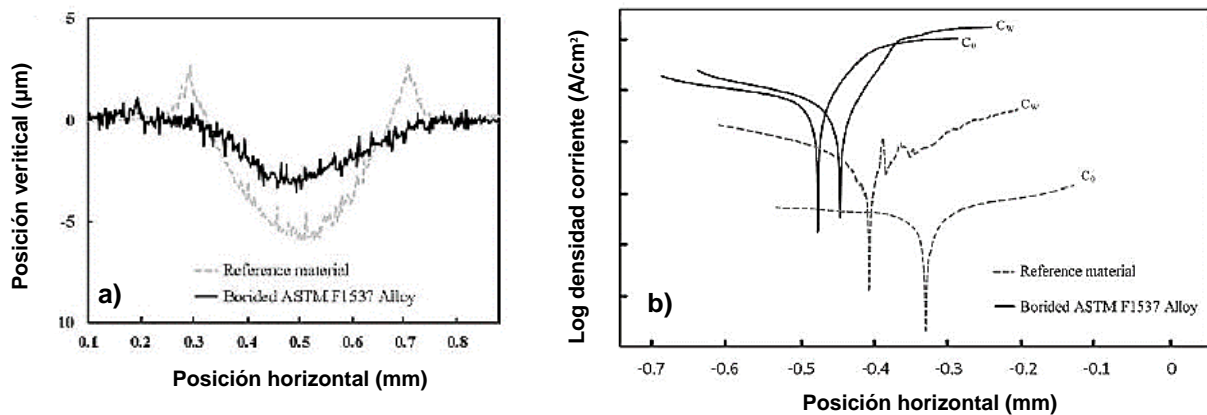 Posición veritical (µm)
5
0
-5
10
Reference material
Borided ASTM F1537 Alloy
a)
0.1 0.2 0.3 0.4 0.5 0.6 0.7 0.8
Posición horizontal (mm)
Log densidad corriente (A/cm²)
Cw
C0
Cw
C0
Reference material
Borided ASTM F1537 Alloy
b)
-0.7 -0.6 -0.5 -0.4 -0.3 -0.2 -0.1 0
Posición horizontal (mm)